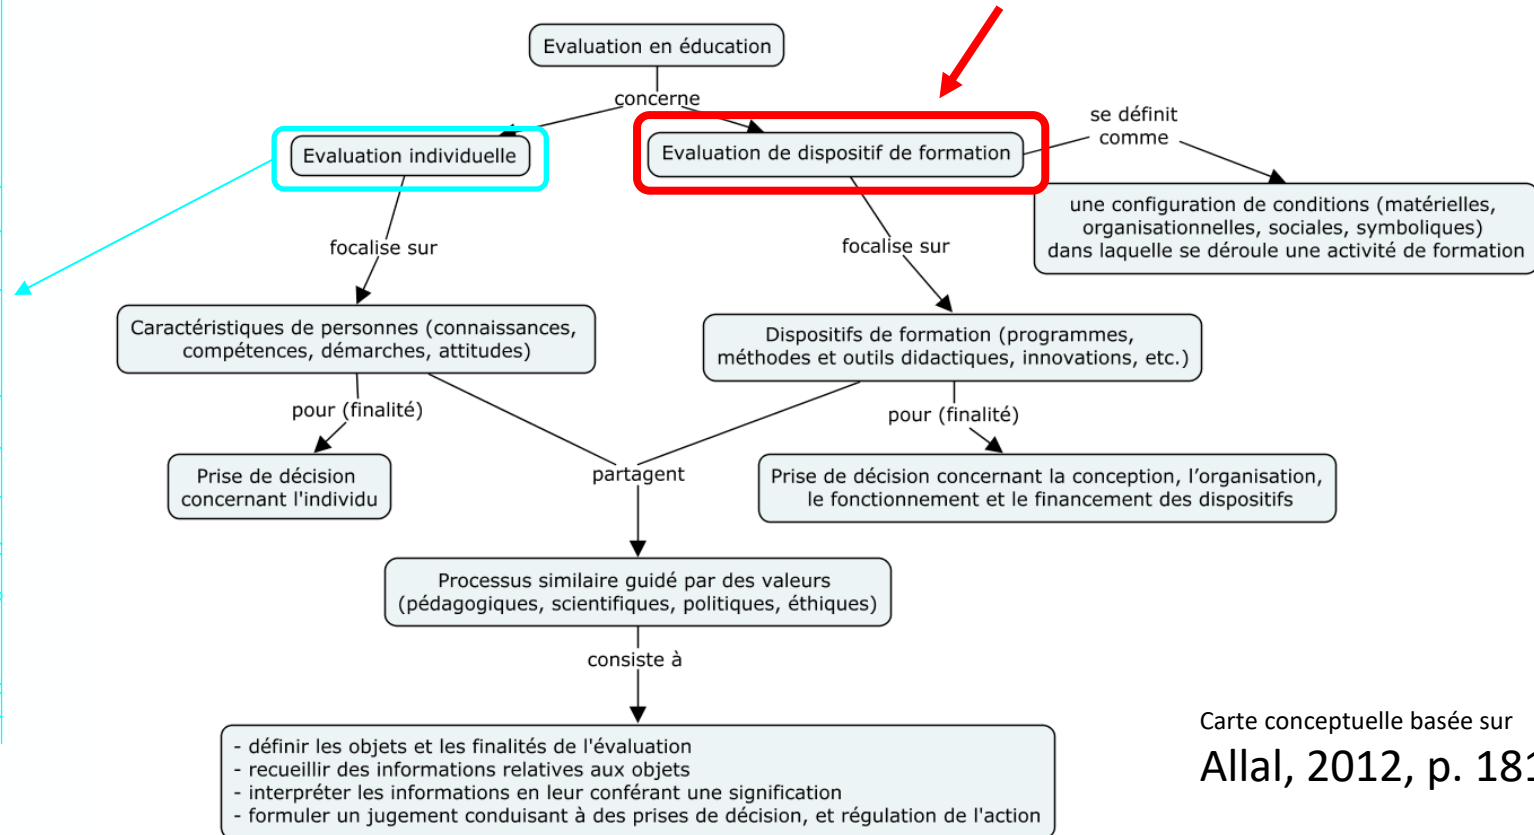 Evaluation en éducation
concerne
se définit
comme
Evaluation individuelle
Evaluation de dispositif de formation
une configuration de conditions (matérielles,
organisationnelles, sociales, symboliques)
dans laquelle se déroule une activité de formation
focalise sur
focalise sur
Caractéristiques de personnes (connaissances,
compétences, démarches, attitudes)
Dispositifs de formation (programmes,
méthodes et outils didactiques, innovations, etc.)
pour (finalité)
pour (finalité)
Prise de décision
concernant l'individu
partagent
Prise de décision concernant la conception, l’organisation,
le fonctionnement et le financement des dispositifs
Processus similaire guidé par des valeurs
(pédagogiques, scientifiques, politiques, éthiques)
consiste à
- définir les objets et les finalités de l'évaluation
- recueillir des informations relatives aux objets
- interpréter les informations en leur conférant une signification
- formuler un jugement conduisant à des prises de décision, et régulation de l'action
Carte conceptuelle basée sur
Allal, 2012, p. 181